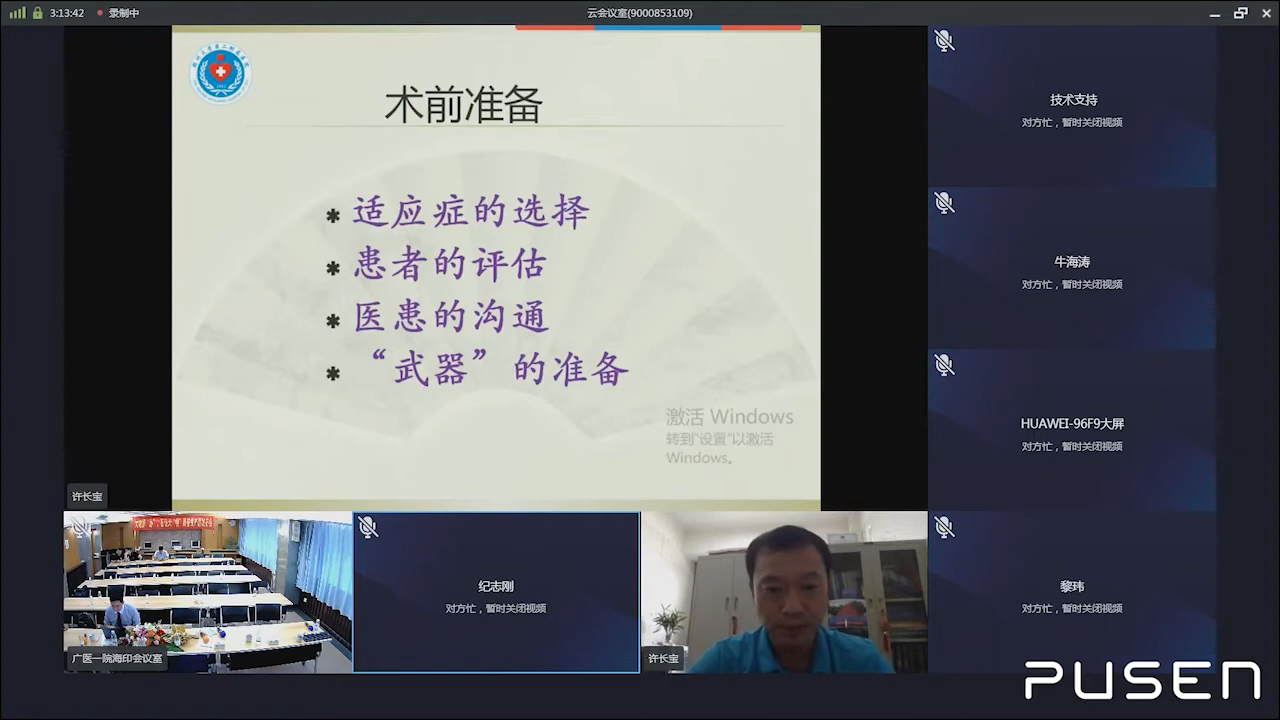 3:13:42
录制中
云会议室(9000853109)
术前准备
适应症的选择
患者的评估
医患的沟通
“武器”的准备
激活 Windows
转到“设置”以激活
Windows。
许长宝
技术支持
对方忙，暂时关闭视频
牛海涛
对方忙，暂时关闭视频
HUAWEI-96F9大屏
对方忙，暂时关闭视频
黎玮
对方忙，暂时关闭视频
广医一院海印会议室
纪志刚
对方忙，暂时关闭视频
许长宝
PUSEN